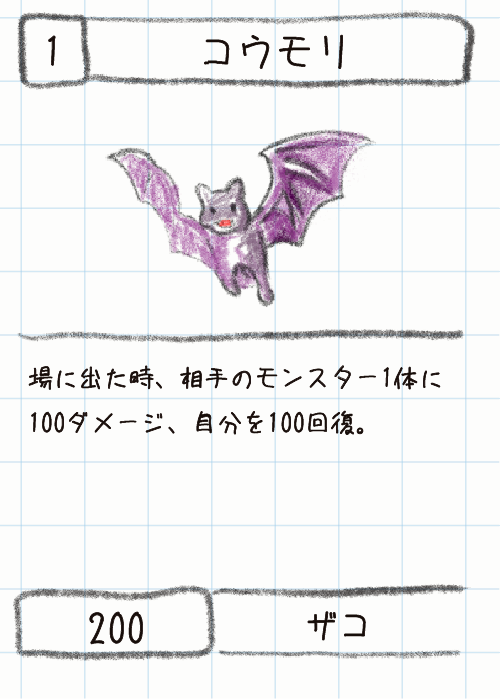 1
コウモリ
場に出た時、相手のモンスター1体に
100ダメージ、自分を100回復。
200
ザコ